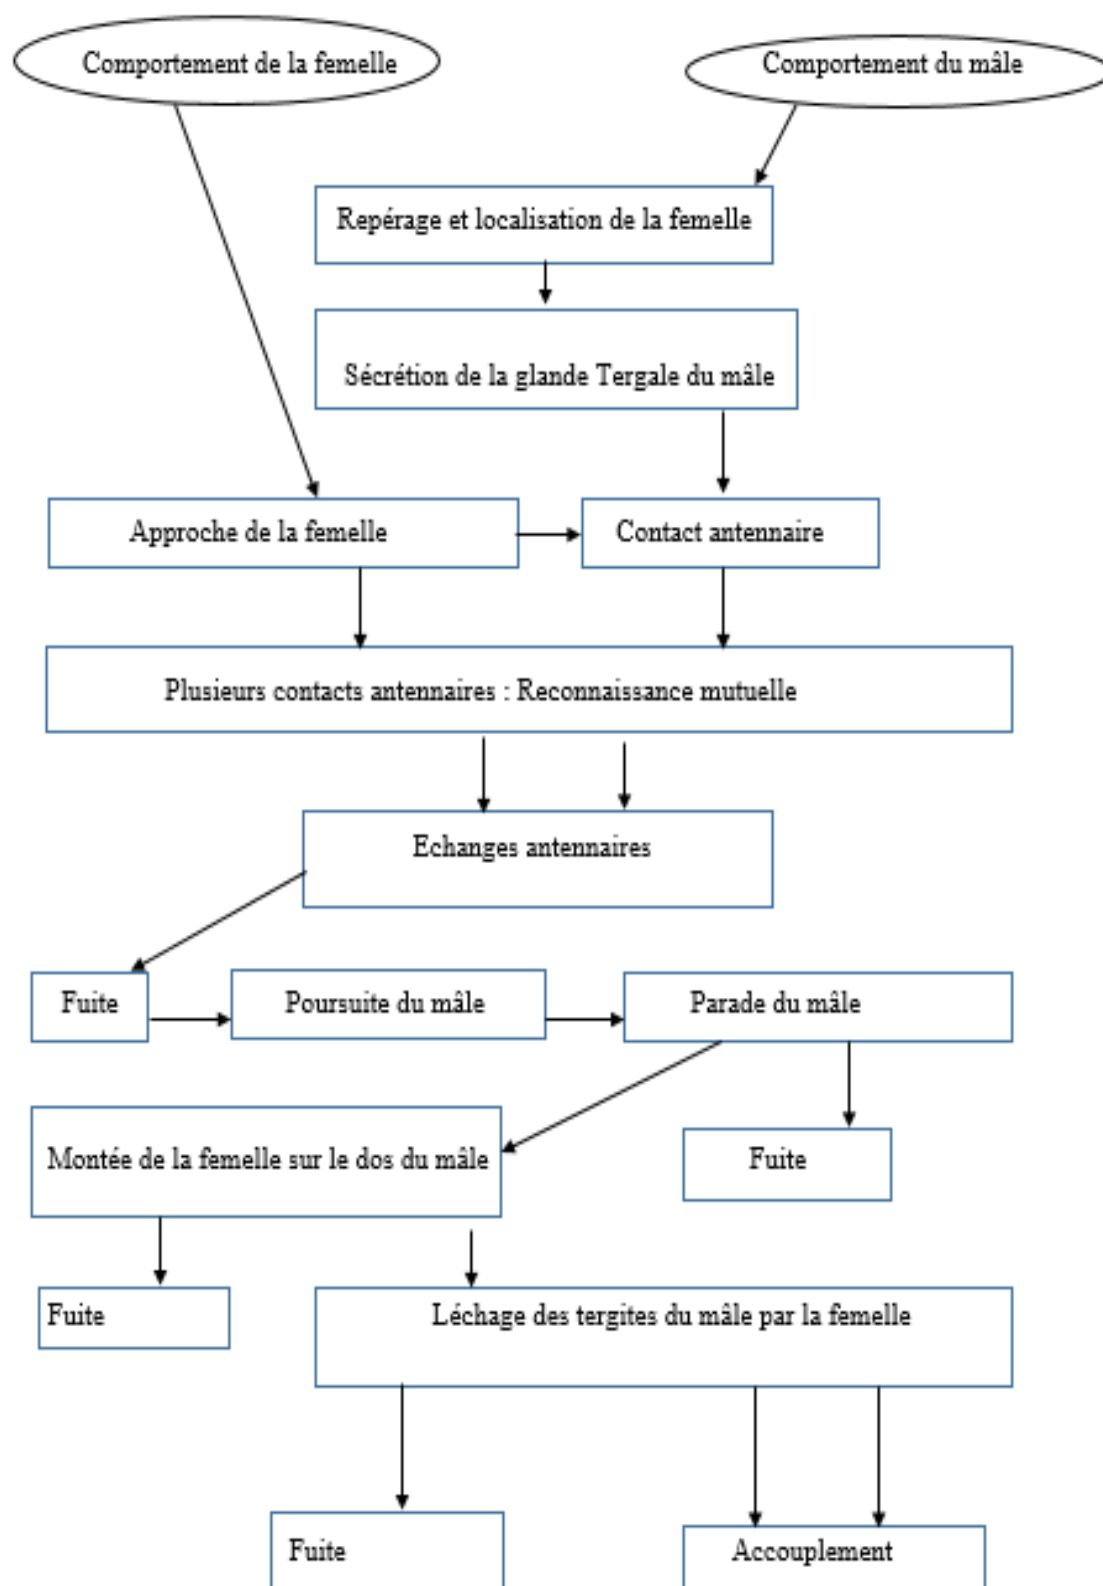 Comportement de la femelle
Comportement du mâle
Repérage et localisation de la femelle
Sécrétion de la glande Tergale du mâle
Approche de la femelle
Contact antennaire
Plusieurs contacts antennaires : Reconnaissance mutuelle
Echanges antennaires
Fuite
Poursuite du mâle
Parade du mâle
Montée de la femelle sur le dos du mâle
Fuite
Fuite
Léchage des tergites du mâle par la femelle
Fuite
Accouplement